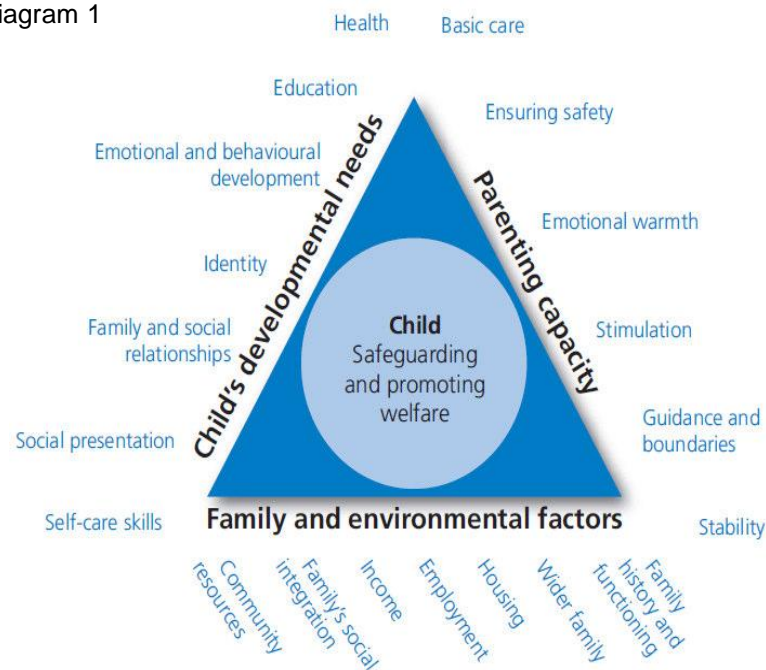 iagram 1
Health
Basic care
Education
Ensuring safety
Emotional and behavioural
development
Emotional warmth
Identity
Family and social
relationships
Stimulation
Social presentation
Guidance and
boundaries
Self-care skills
Stability
Child's developmental needs
Parenting capacity
Child
Safeguarding
and promoting
welfare
Family and environmental factors
Community
resources
Family's social
integration
Income
Employment
Housing
Wider family
Family
history and
functioning